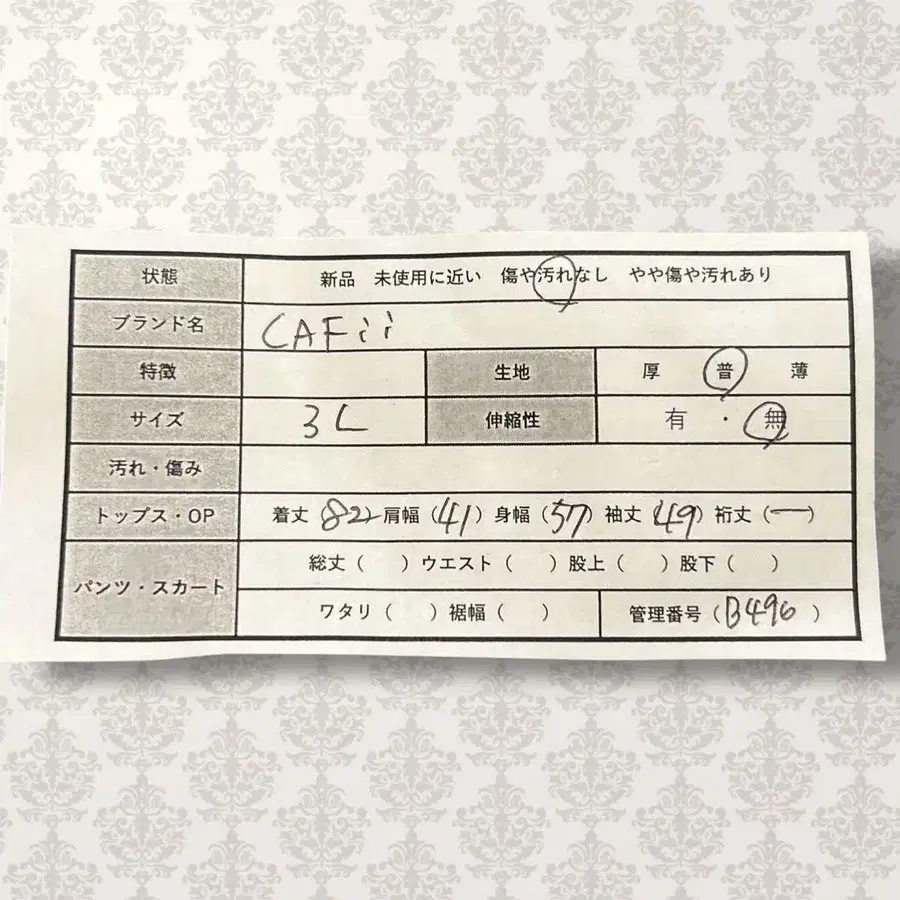 状態 新品 未使用に近い 傷や汚れなし やや傷や汚れあり
ブランド名 CAFii
特徴 生地 厚 普 薄
サイズ 3L 伸縮性 有・無
汚れ・傷み
トップス・OP 着丈(82) 肩幅(41) 身幅(57) 袖丈(49) 裄丈(ー)
パンツ・スカート 総丈( ) ウエスト( ) 股上( ) 股下( )
ワタリ( ) 裾幅( ) 管理番号(B496)